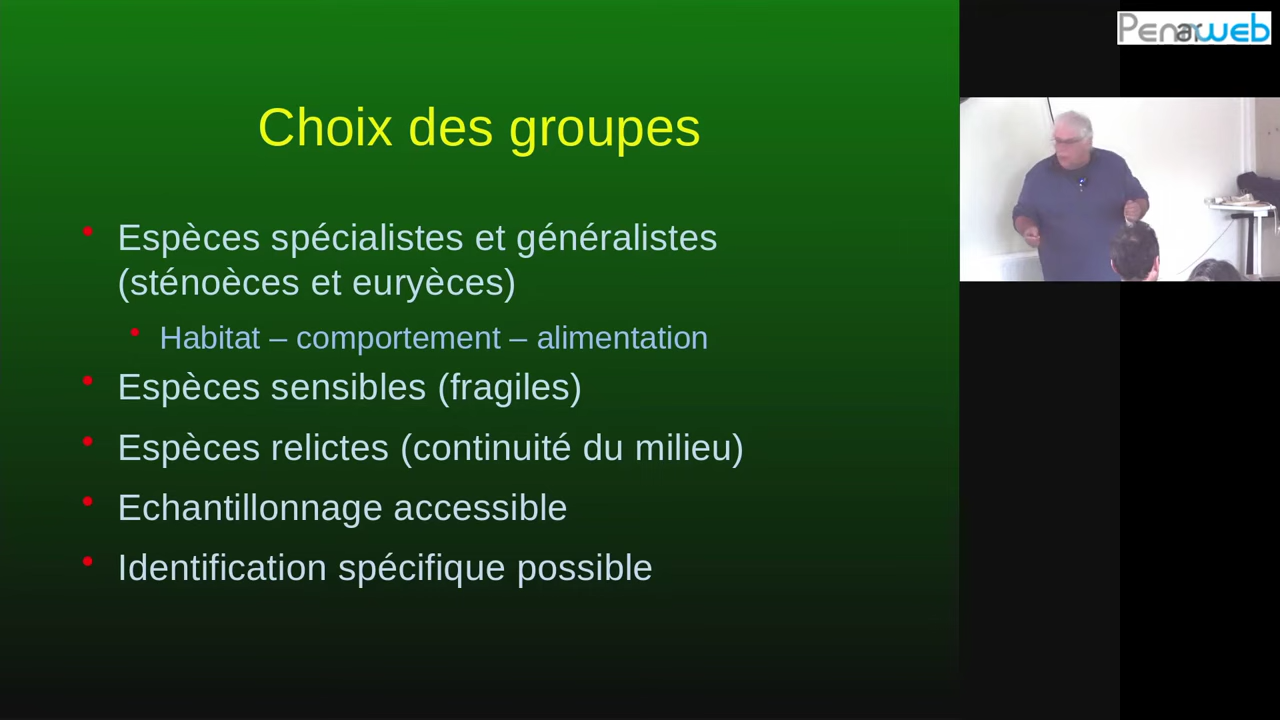 Penarweb
Choix des groupes
• Espèces spécialistes et généralistes
(sténoèces et euryèces)
• Habitat – comportement – alimentation
• Espèces sensibles (fragiles)
• Espèces relictes (continuité du milieu)
• Echantillonnage accessible
• Identification spécifique possible